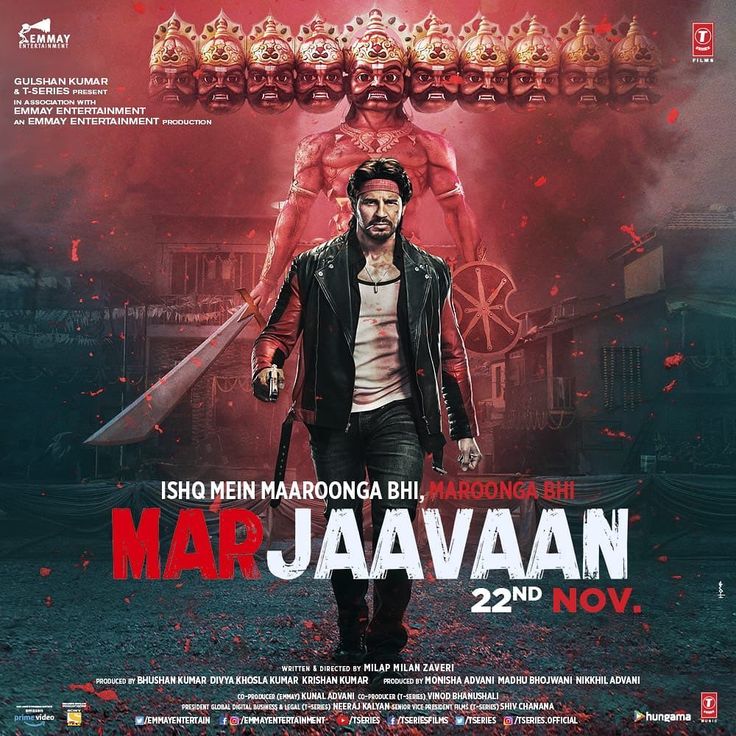 EMMAY
ENTERTAINMENT
T
SERIES
FILMS
GULSHAN KUMAR
& T-SERIES PRESENT
IN ASSOCIATION WITH
EMMAY ENTERTAINMENT
AN EMMAY ENTERTAINMENT PRODUCTION
ISHQ MEIN MAAROONGA BHI, MAROONGA BHI
MARJAAVAAN
22ND NOV.
WRITTEN & DIRECTED BY MILAP MILAN ZAVERI
PRODUCED BY BHUSHAN KUMAR DIVYA KHOSLA KUMAR KRISHAN KUMAR PRODUCED BY MONISHA ADVANI MADHU BHOJWANI NIKKHIL ADVANI
CO-PRODUCER (EMMAY) KUNAL ADVANI CO-PRODUCER (T-SERIES) VINOD BHANUSHALI
PRESIDENT GLOBAL DIGITAL BUSINESS & LEGAL (T-SERIES) NEERAJ KALYAN SENIOR VICE PRESIDENT FILMS (T-SERIES) SHIV CHANANA
amazon
prime video
SONY
/EMMAYENTERTAIN /EMMAYENTERTAINMENT /TSERIES /TSERIESFILMS /TSERIES /TSERIES.OFFICIAL
hungama
T
SERIES
MUSIC